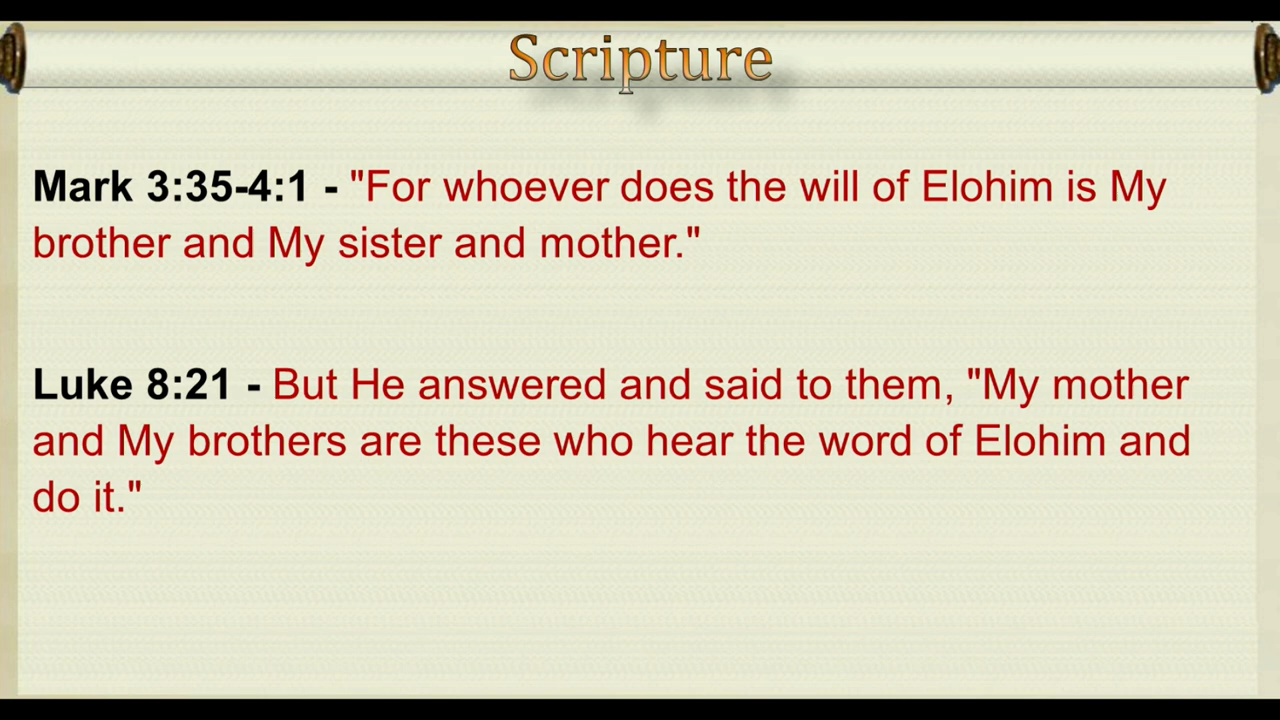 Scripture
Mark 3:35-4:1 - "For whoever does the will of Elohim is My
brother and My sister and mother."
Luke 8:21 - But He answered and said to them, "My mother
and My brothers are these who hear the word of Elohim and
do it."